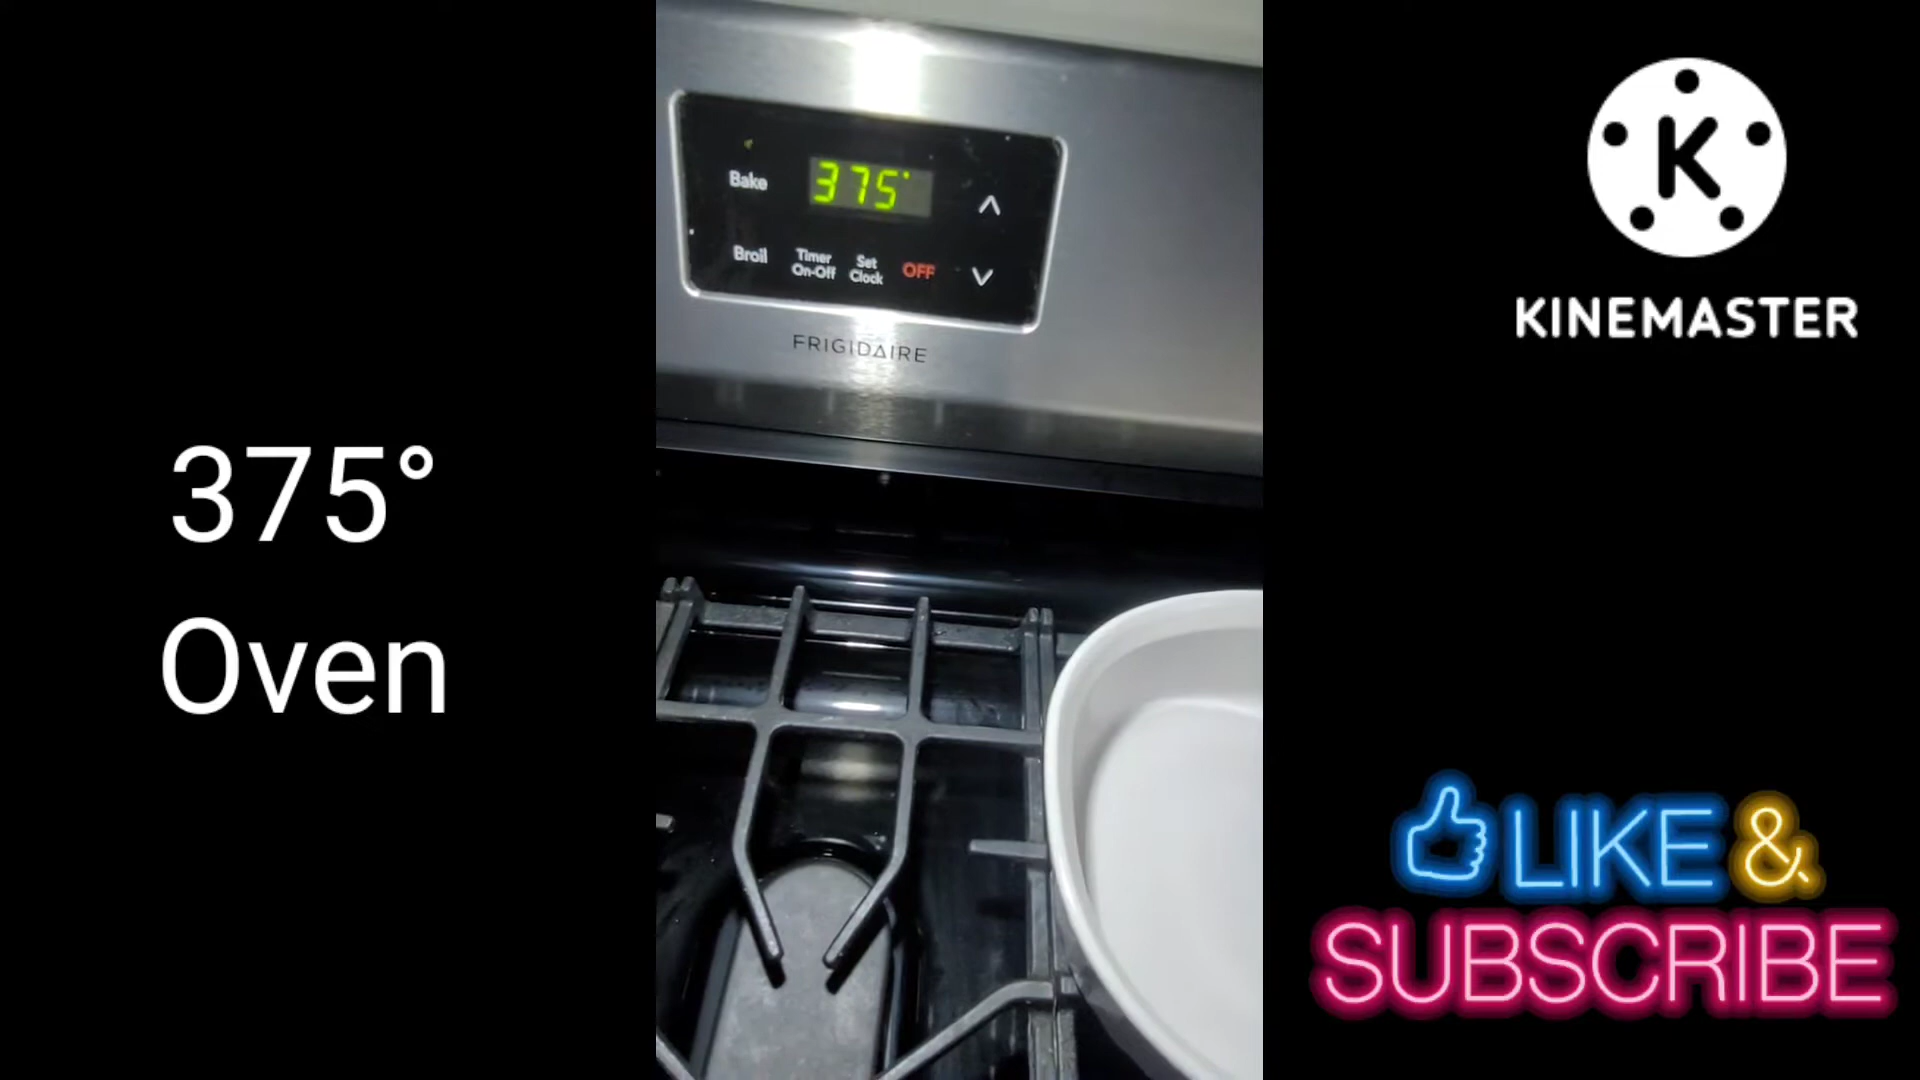 375°
Oven
Bake
375°
Broil
Timer
On-Off
Set
Clock
OFF
FRIGIDAIRE
K
KINEMASTER
LIKE &
SUBSCRIBE